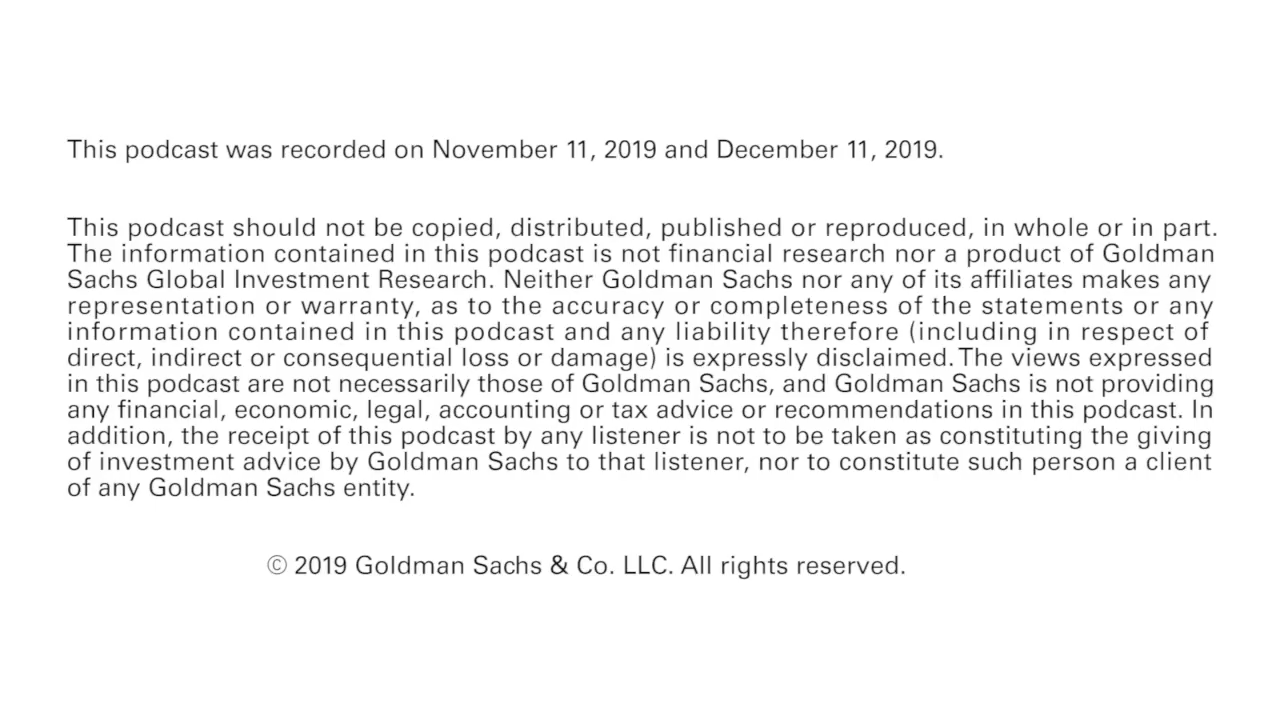 This podcast was recorded on November 11, 2019 and December 11, 2019.
This podcast should not be copied, distributed, published or reproduced, in whole or in part.
The information contained in this podcast is not financial research nor a product of Goldman
Sachs Global Investment Research. Neither Goldman Sachs nor any of its affiliates makes any
representation or warranty, as to the accuracy or completeness of the statements or any
information contained in this podcast and any liability therefore (including in respect of
direct, indirect or consequential loss or damage) is expressly disclaimed. The views expressed
in this podcast are not necessarily those of Goldman Sachs, and Goldman Sachs is not providing
any financial, economic, legal, accounting or tax advice or recommendations in this podcast. In
addition, the receipt of this podcast by any listener is not to be taken as constituting the giving
of investment advice by Goldman Sachs to that listener, nor to constitute such person a client
of any Goldman Sachs entity.
© 2019 Goldman Sachs & Co. LLC. All rights reserved.